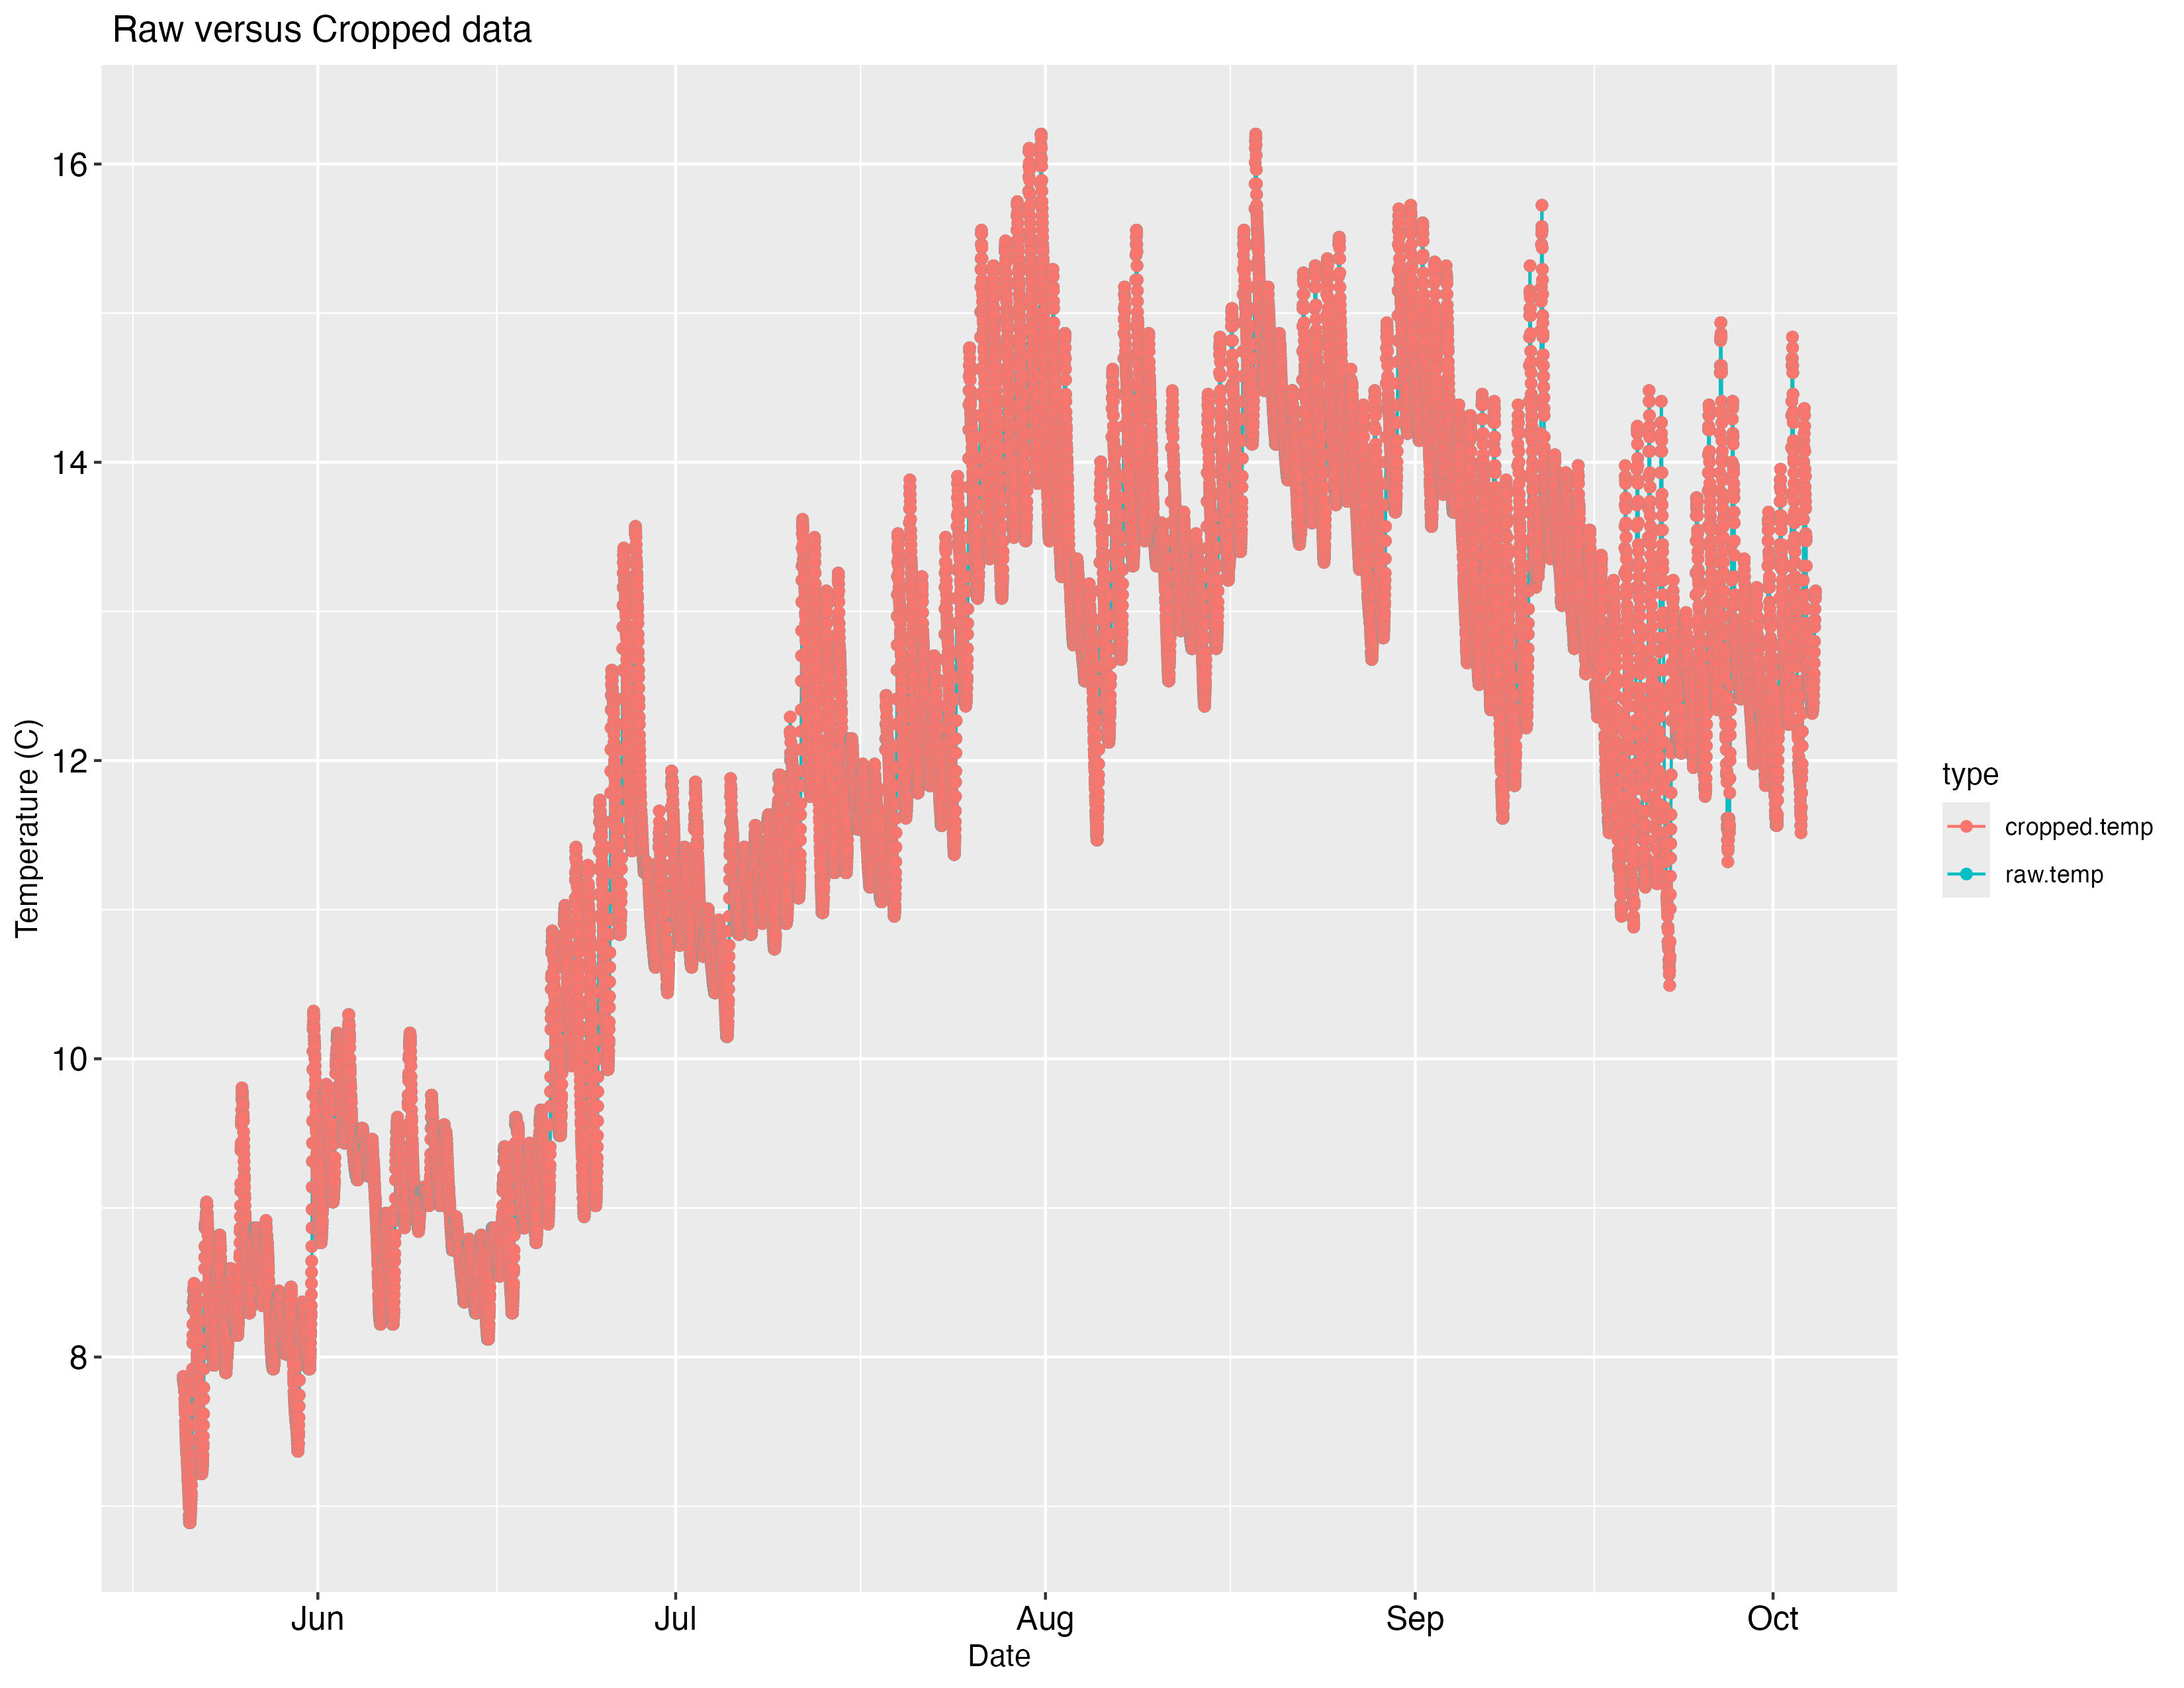 Raw versus Cropped data
16
14
12
10
8
Temperature (C)
Jun
Jul
Aug
Sep
Oct
Date
type
cropped.temp
raw.temp